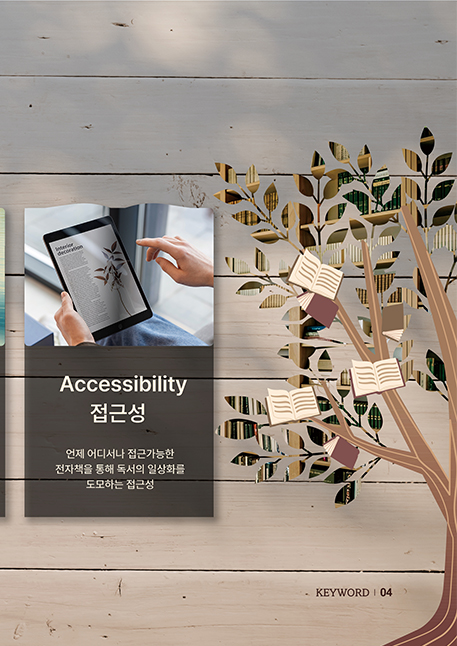 Interior
decoration
Accessibility
접근성
언제 어디서나 접근가능한
전자책을 통해 독서의 일상화를
도모하는 접근성
KEYWORD | 04